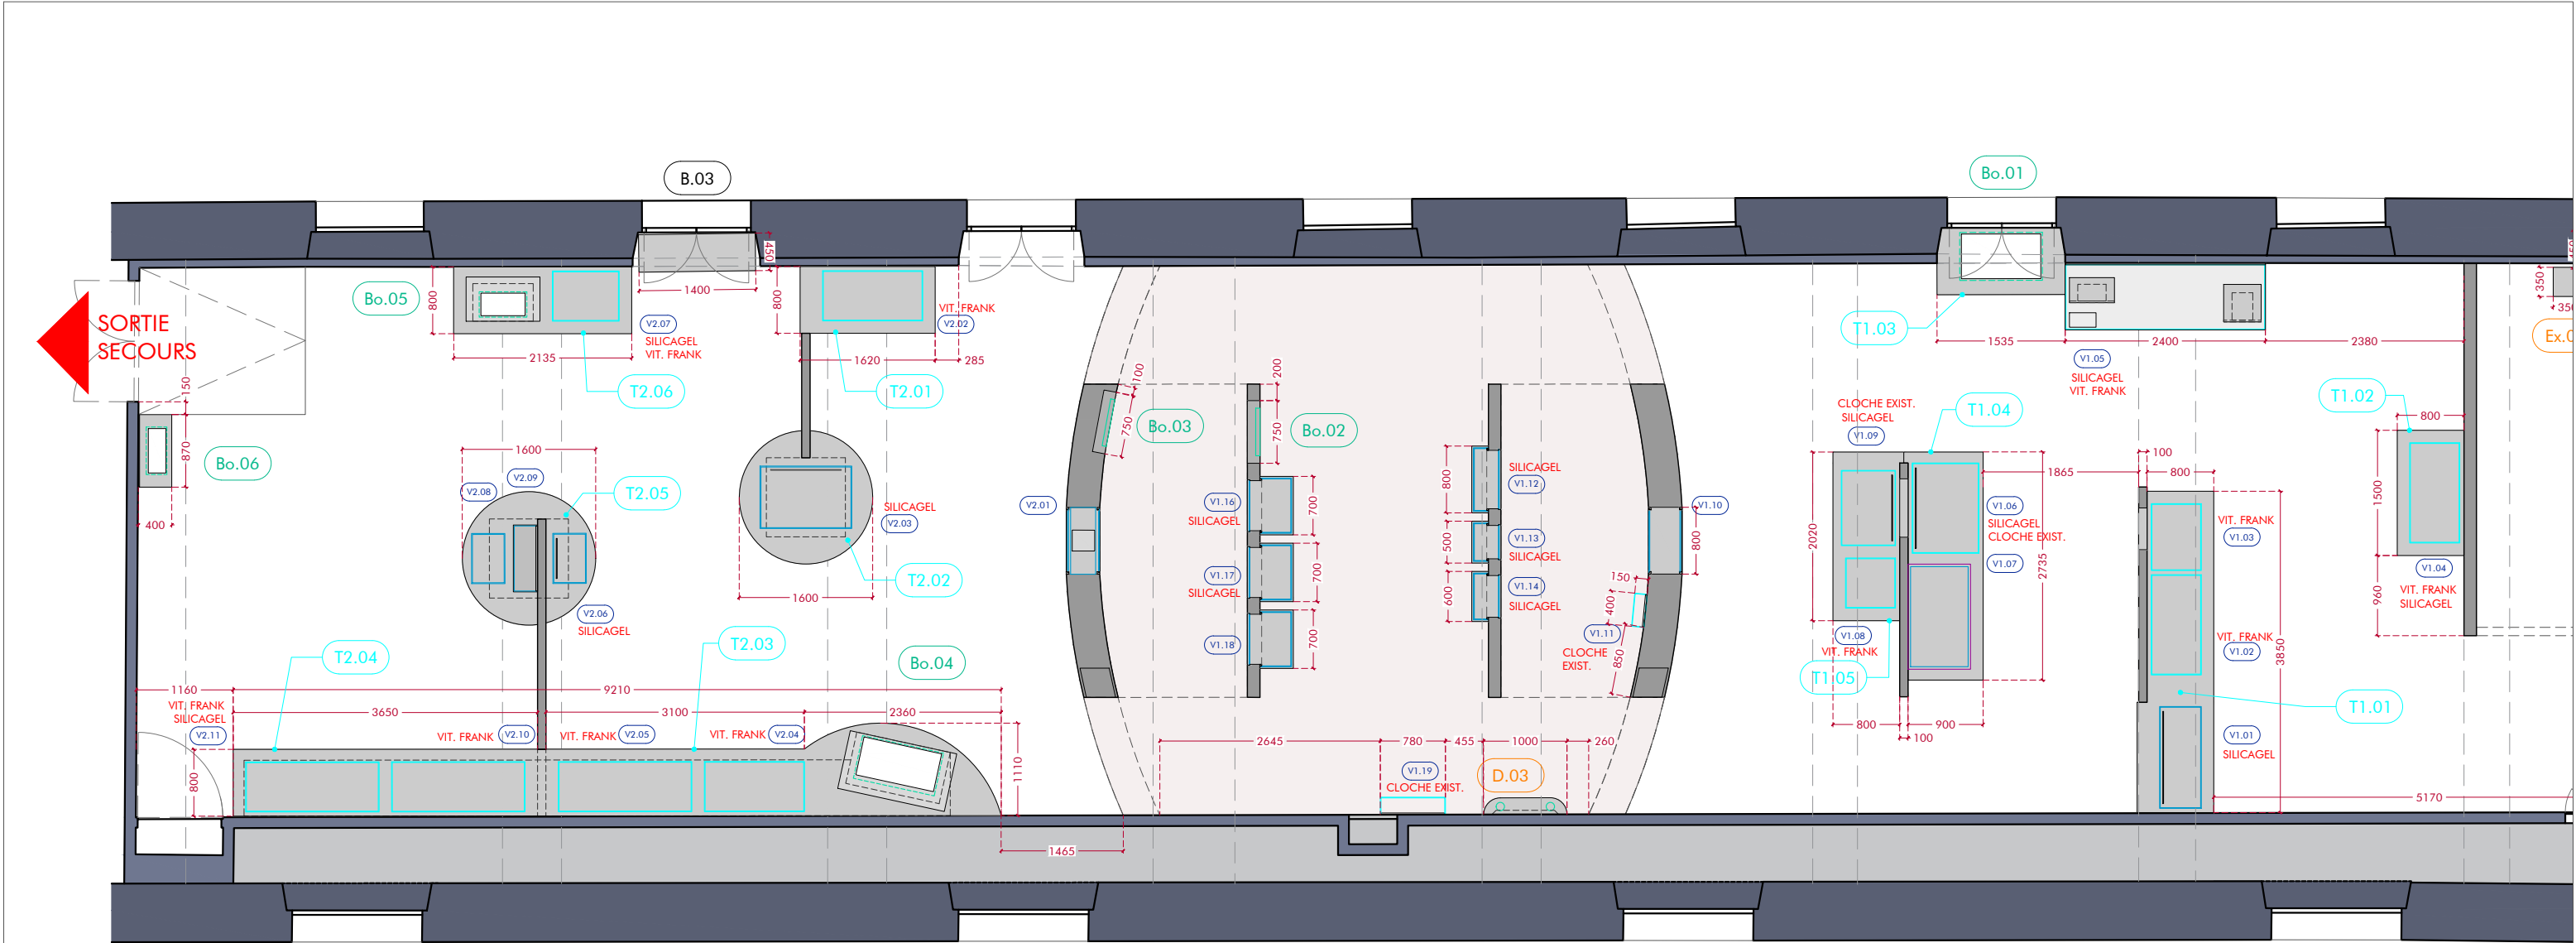 B.03
Bo.01
SORTIE
SECOURS
Bo.05
800
2135
V2.07
SILICAGEL
VIT. FRANK
T2.06
450
1400
800
1620
285
VIT. FRANK
V2.02
T2.01
150
870
400
Bo.06
1600
V2.08
V2.09
T2.05
V2.06
SILICAGEL
SILICAGEL
V2.03
T2.02
1600
V2.01
100
750
Bo.03
200
750
Bo.02
V1.16
SILICAGEL
700
V1.17
SILICAGEL
700
V1.18
700
800
500
600
SILICAGEL
V1.12
V1.13
SILICAGEL
V1.14
SILICAGEL
V1.10
800
150
400
850
V1.11
CLOCHE
EXIST.
T1.03
1535
2400
2380
V1.05
SILICAGEL
VIT. FRANK
350
350
T1.02
800
1500
960
V1.04
VIT. FRANK
SILICAGEL
CLOCHE EXIST.
SILICAGEL
V1.09
T1.04
2020
V1.06
SILICAGEL
CLOCHE EXIST.
V1.07
2735
1865
100
800
V1.08
VIT. FRANK
T1.05
800
900
100
VIT. FRANK
V1.03
VIT. FRANK
V1.02
3850
T1.01
V1.01
SILICAGEL
5170
T2.04
T2.03
Bo.04
1160
9210
3650
3100
2360
VIT. FRANK
SILICAGEL
V2.11
VIT. FRANK
V2.10
VIT. FRANK
V2.05
VIT. FRANK
V2.04
800
1110
1465
2645
780
455
1000
260
V1.19
CLOCHE EXIST.
D.03